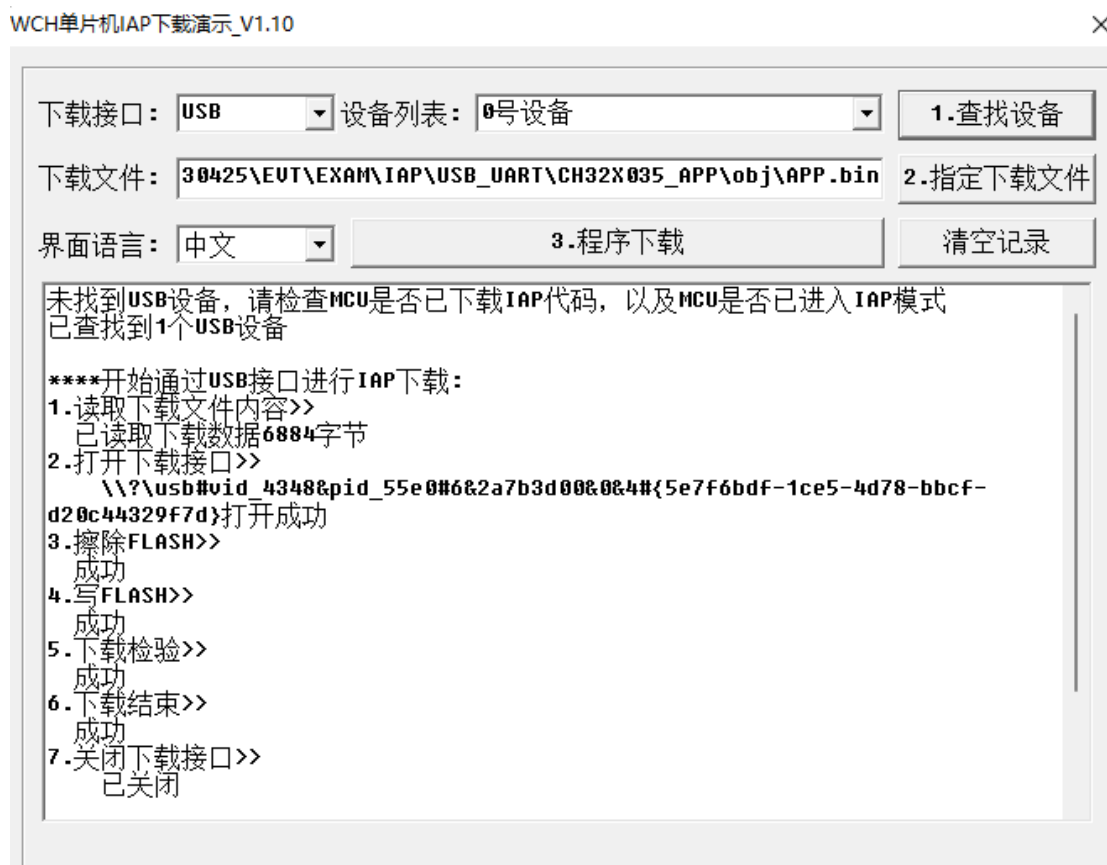 WCH单片机IAP下载演示_V1.10
下载接口: USB 设备列表: 0号设备 1.查找设备
下载文件: 30425\EVT\EXAM\IAP\USB_UART\CH32X035_APP\obj\APP.bin 2.指定下载文件
界面语言: 中文 3.程序下载 清空记录
未找到USB设备，请检查MCU是否已下载IAP代码，以及MCU是否已进入IAP模式
已查找到1个USB设备
****开始通过USB接口进行IAP下载:
1.读取下载文件内容>>
已读取下载数据6884字节
2.打开下载接口>>
\\?\usb#vid_4348&pid_55e0#6&2a7b3d00&0&4#{5e7f6bdf-1ce5-4d78-bbcf-
d20c44329f7d}打开成功
3.擦除FLASH>>
成功
4.写FLASH>>
成功
5.下载检验>>
成功
6.下载结束>>
成功
7.关闭下载接口>>
已关闭